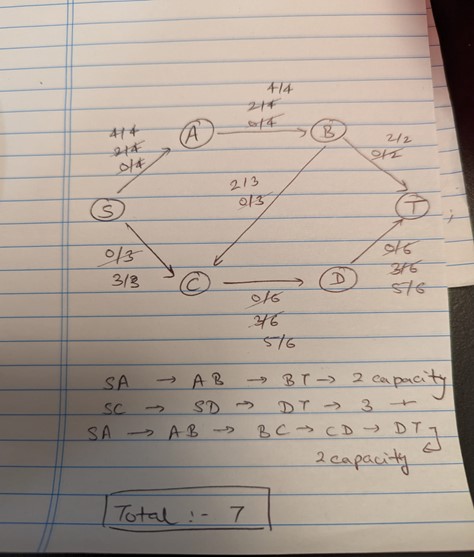 4/4
4/4 2/4 2/4
0/4 A 0/4 B 2/2
0/2
2/3
0/3
S T ;
0/3 0/6
3/3 C D 3/6
0/6 5/6
3/6
5/6
SA → AB → BT → 2 capacity
SC → SD → DT → 3 —
SA → AB → BC → CD → DT
2 capacity
Total :- 7